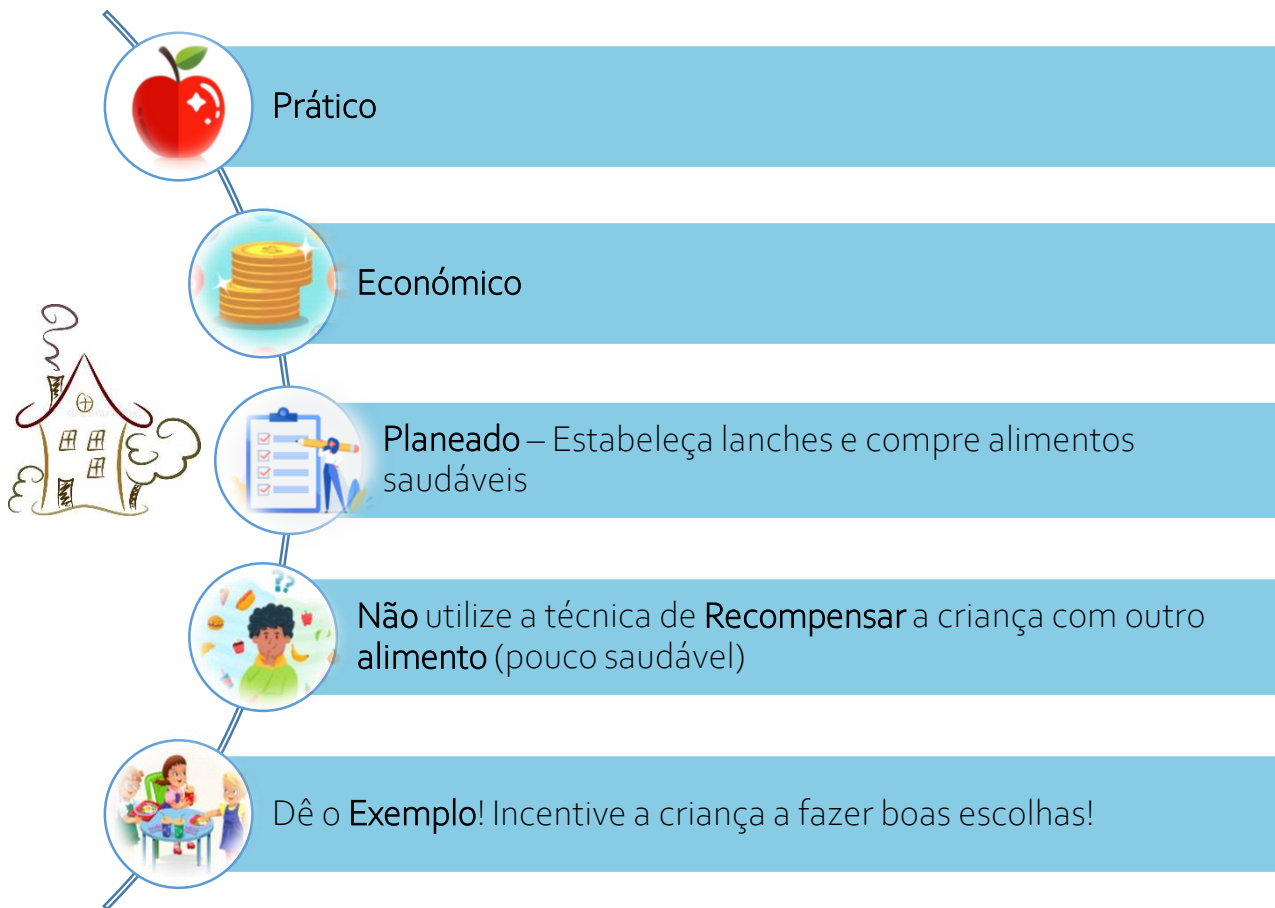 Prático
Económico
Planeado – Estabeleça lanches e compre alimentos
saudáveis
Não utilize a técnica de Recompensar a criança com outro
alimento (pouco saudável)
Dê o Exemplo! Incentive a criança a fazer boas escolhas!